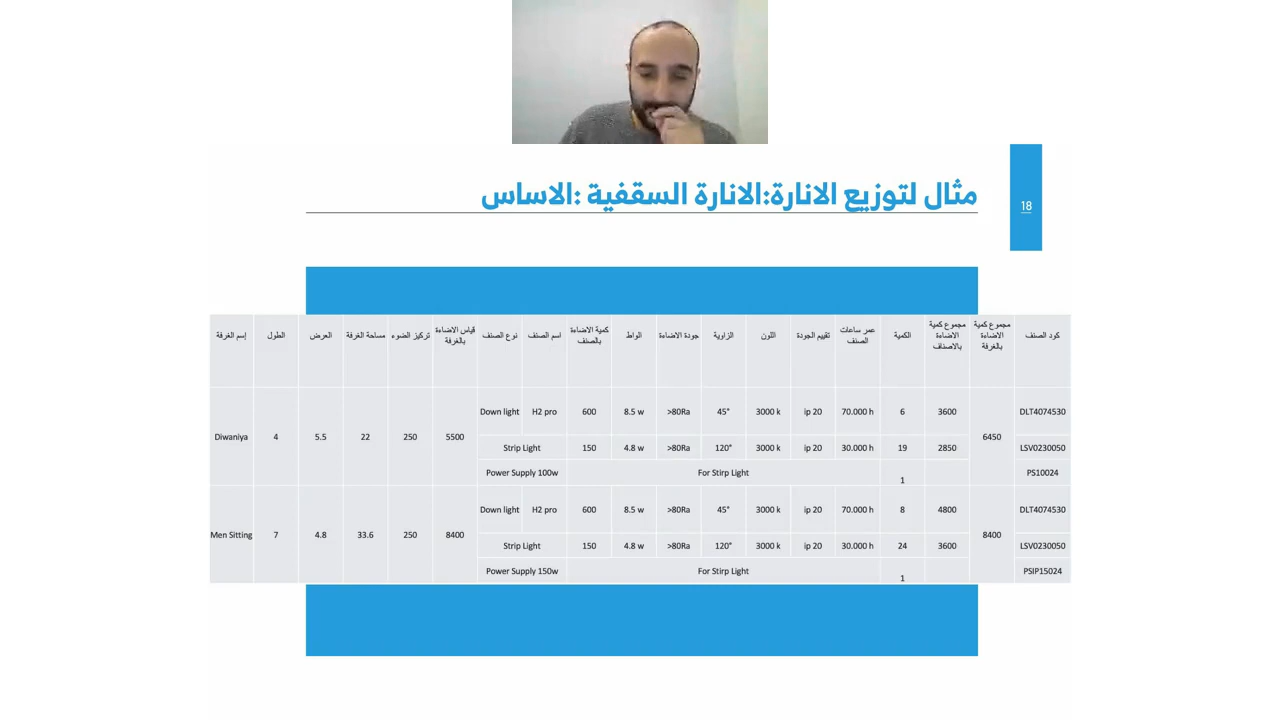 مثال لتوزيع الانارة:الانارة السقفية :الاساس
18
إسم الغرفة الطول العرض مساحة الغرفة تركيز الضوء قياس الاضاءة بالغرفة نوع الصنف اسم الصنف كمية الاضاءة بالصنف الواط جودة الاضاءة الزاوية اللون تقييم الجودة عمر ساعات الصنف الكمية مجموع كمية الاضاءة بالاصناف مجموع كمية الاضاءة بالغرفة كود الصنف
Diwaniya 4 5.5 22 250 5500 Down light H2 pro 600 8.5 w >80Ra 45° 3000 k ip 20 70.000 h 6 3600 6450 DLT4074530
Strip Light 150 4.8 w >80Ra 120° 3000 k ip 20 30.000 h 19 2850 LSV0230050
Power Supply 100w For Stirp Light 1 PS10024
Men Sitting 7 4.8 33.6 250 8400 Down light H2 pro 600 8.5 w >80Ra 45° 3000 k ip 20 70.000 h 8 4800 8400 DLT4074530
Strip Light 150 4.8 w >80Ra 120° 3000 k ip 20 30.000 h 24 3600 LSV0230050
Power Supply 150w For Stirp Light 1 PSIP15024